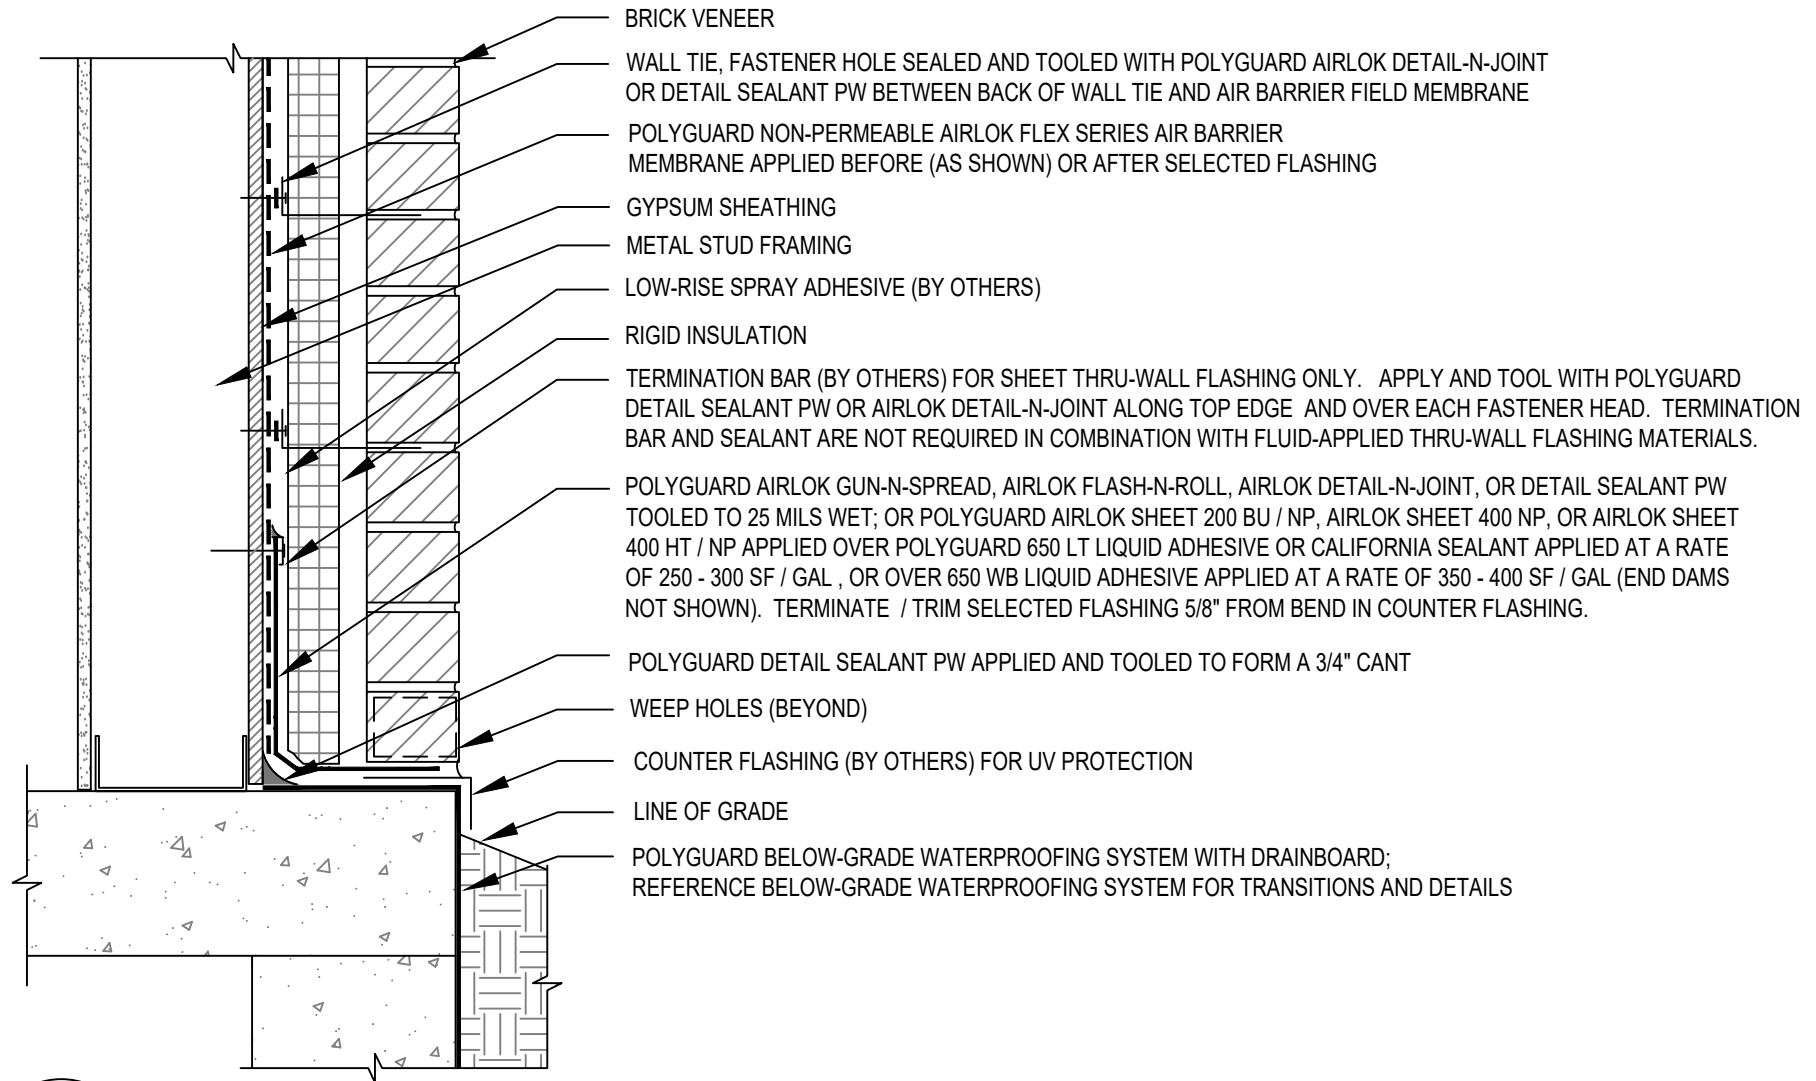 BRICK VENEER
WALL TIE, FASTENER HOLE SEALED AND TOOLED WITH POLYGUARD AIRLOK DETAIL-N-JOINT
OR DETAIL SEALANT PW BETWEEN BACK OF WALL TIE AND AIR BARRIER FIELD MEMBRANE
POLYGUARD NON-PERMEABLE AIRLOK FLEX SERIES AIR BARRIER
MEMBRANE APPLIED BEFORE (AS SHOWN) OR AFTER SELECTED FLASHING
GYPSUM SHEATHING
METAL STUD FRAMING
LOW-RISE SPRAY ADHESIVE (BY OTHERS)
RIGID INSULATION
TERMINATION BAR (BY OTHERS) FOR SHEET THRU-WALL FLASHING ONLY. APPLY AND TOOL WITH POLYGUARD
DETAIL SEALANT PW OR AIRLOK DETAIL-N-JOINT ALONG TOP EDGE AND OVER EACH FASTENER HEAD. TERMINATION
BAR AND SEALANT ARE NOT REQUIRED IN COMBINATION WITH FLUID-APPLIED THRU-WALL FLASHING MATERIALS.
POLYGUARD AIRLOK GUN-N-SPREAD, AIRLOK FLASH-N-ROLL, AIRLOK DETAIL-N-JOINT, OR DETAIL SEALANT PW
TOOLED TO 25 MILS WET; OR POLYGUARD AIRLOK SHEET 200 BU / NP, AIRLOK SHEET 400 NP, OR AIRLOK SHEET
400 HT / NP APPLIED OVER POLYGUARD 650 LT LIQUID ADHESIVE OR CALIFORNIA SEALANT APPLIED AT A RATE
OF 250 - 300 SF / GAL , OR OVER 650 WB LIQUID ADHESIVE APPLIED AT A RATE OF 350 - 400 SF / GAL (END DAMS
NOT SHOWN). TERMINATE / TRIM SELECTED FLASHING 5/8" FROM BEND IN COUNTER FLASHING.
POLYGUARD DETAIL SEALANT PW APPLIED AND TOOLED TO FORM A 3/4" CANT
WEEP HOLES (BEYOND)
COUNTER FLASHING (BY OTHERS) FOR UV PROTECTION
LINE OF GRADE
POLYGUARD BELOW-GRADE WATERPROOFING SYSTEM WITH DRAINBOARD;
REFERENCE BELOW-GRADE WATERPROOFING SYSTEM FOR TRANSITIONS AND DETAILS